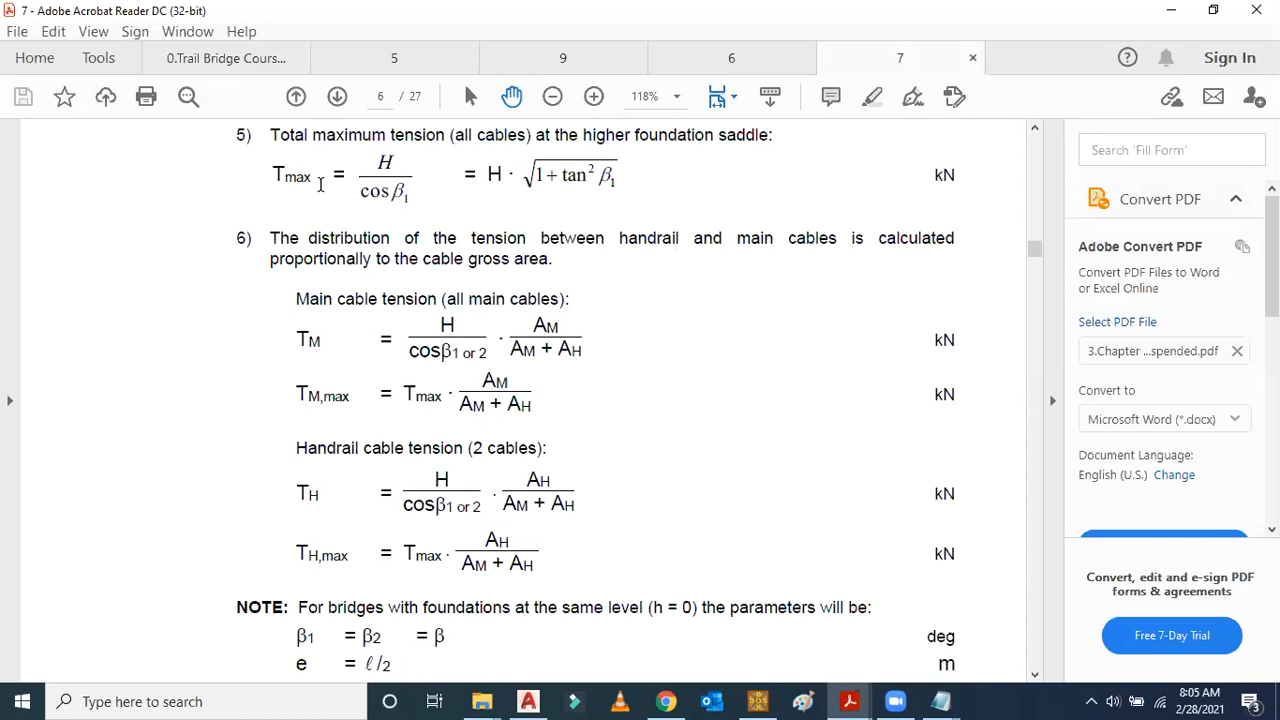 7 - Adobe Acrobat Reader DC (32-bit)
File Edit View Sign Window Help
Home Tools 0.Trail Bridge Cours... 5 9 6 7 × Sign In
6 / 27 118%
5) Total maximum tension (all cables) at the higher foundation saddle:
Tmax = H / cos β1 = H · √(1 + tan² β1) kN
6) The distribution of the tension between handrail and main cables is calculated
proportionally to the cable gross area.
Main cable tension (all main cables):
TM = H / cosβ1 or 2 · AM / AM + AH kN
TM,max = Tmax · AM / AM + AH kN
Handrail cable tension (2 cables):
TH = H / cosβ1 or 2 · AH / AM + AH kN
TH,max = Tmax · AH / AM + AH kN
NOTE: For bridges with foundations at the same level (h = 0) the parameters will be:
β1 = β2 = β deg
e = ℓ/2 m
Search 'Fill Form'
Convert PDF
Adobe Convert PDF
Convert PDF Files to Word
or Excel Online
Select PDF File
3.Chapter ...spended.pdf
Convert to
Microsoft Word (*.docx)
Document Language:
English (U.S.) Change
Convert, edit and e-sign PDF
forms & agreements
Free 7-Day Trial
Type here to search
8:05 AM
2/28/2021
3